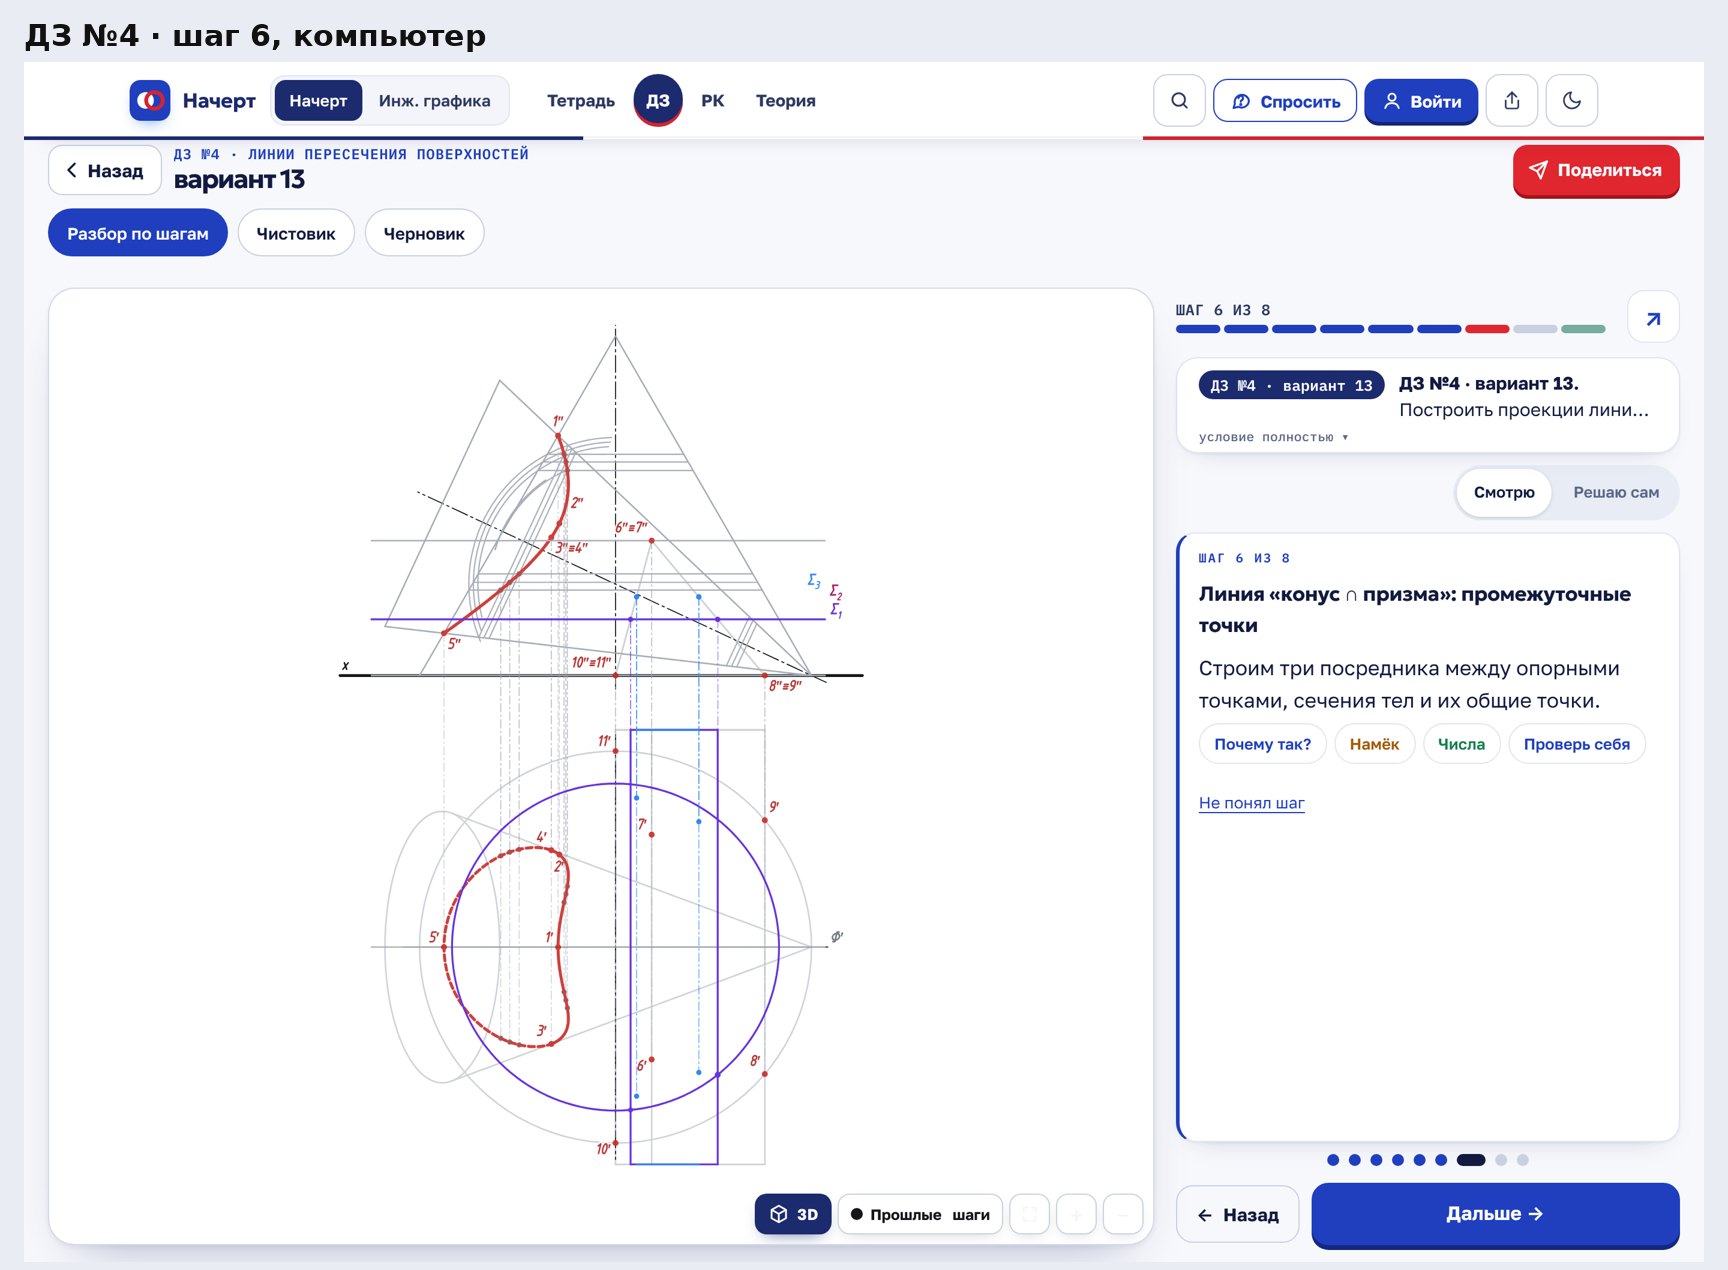 ДЗ №4 · шаг 6, компьютер
Начерт
Начерт
Инж. графика
Тетрадь
ДЗ
РК
Теория
Спросить
Войти
Назад
ДЗ №4 · ЛИНИИ ПЕРЕСЕЧЕНИЯ ПОВЕРХНОСТЕЙ
вариант 13
Поделиться
Разбор по шагам
Чистовик
Черновик
1"
2"
6"≡7"
3"≡4"
Σ3
Σ2
Σ1
5"
10"≡11"
x
8"≡9"
11'
9'
7'
4'
2'
5'
1'
Φ'
3'
6'
8'
10'
3D
Прошлые шаги
ШАГ 6 ИЗ 8
ДЗ №4 · вариант 13
ДЗ №4 · вариант 13.
Построить проекции лини...
условие полностью ▾
Смотрю
Решаю сам
ШАГ 6 ИЗ 8
Линия «конус ∩ призма»: промежуточные
точки
Строим три посредника между опорными
точками, сечения тел и их общие точки.
Почему так?
Намёк
Числа
Проверь себя
Не понял шаг
← Назад
Дальше →